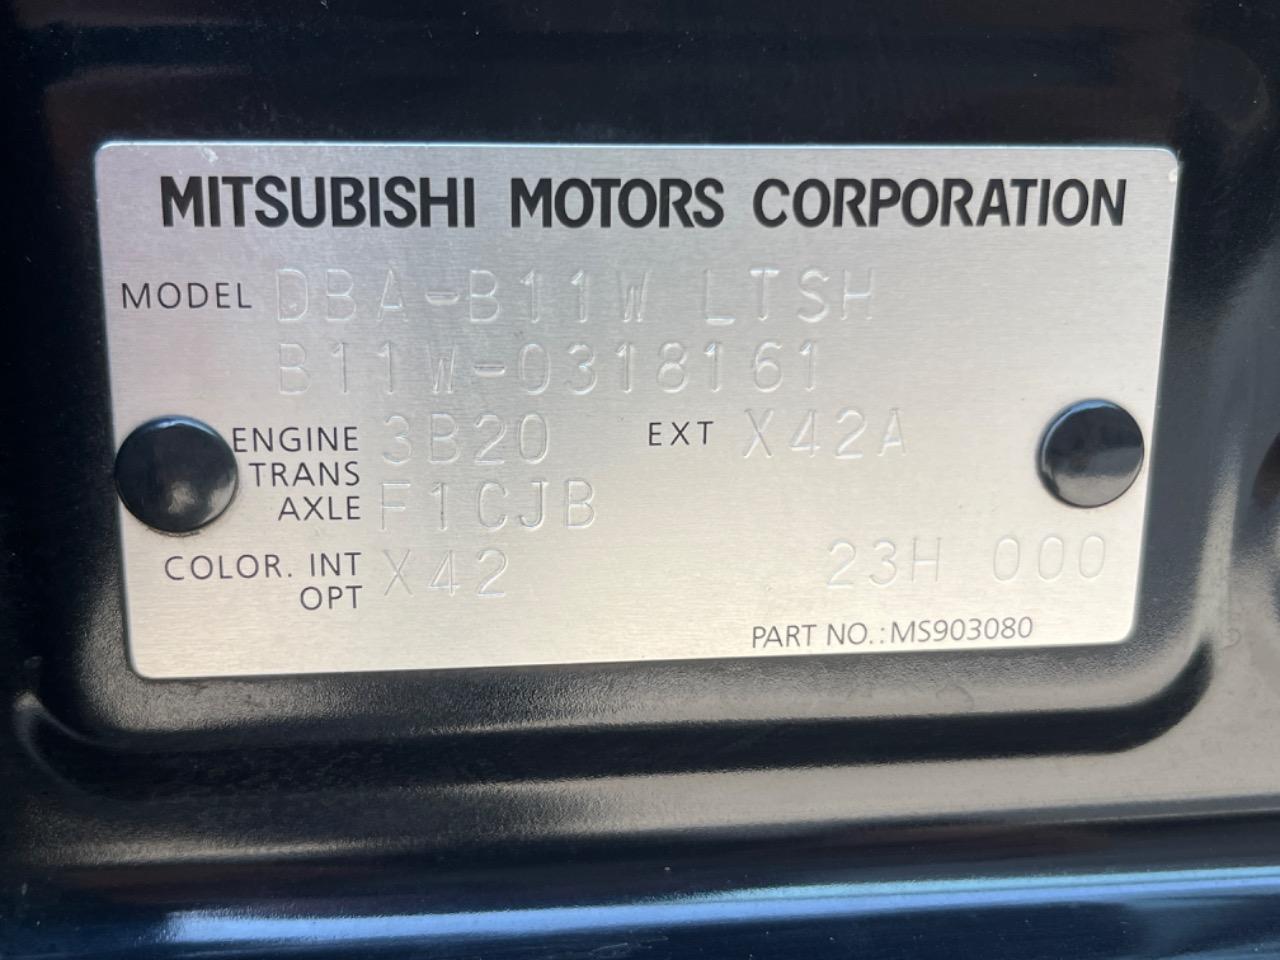 MITSUBISHI MOTORS CORPORATION
MODEL DBA-B11W LTSH
B11W-0318161
ENGINE 3B20 EXT X42A
TRANS
AXLE F1CJB
COLOR. INT X42 23H 000
OPT
PART NO.: MS903080